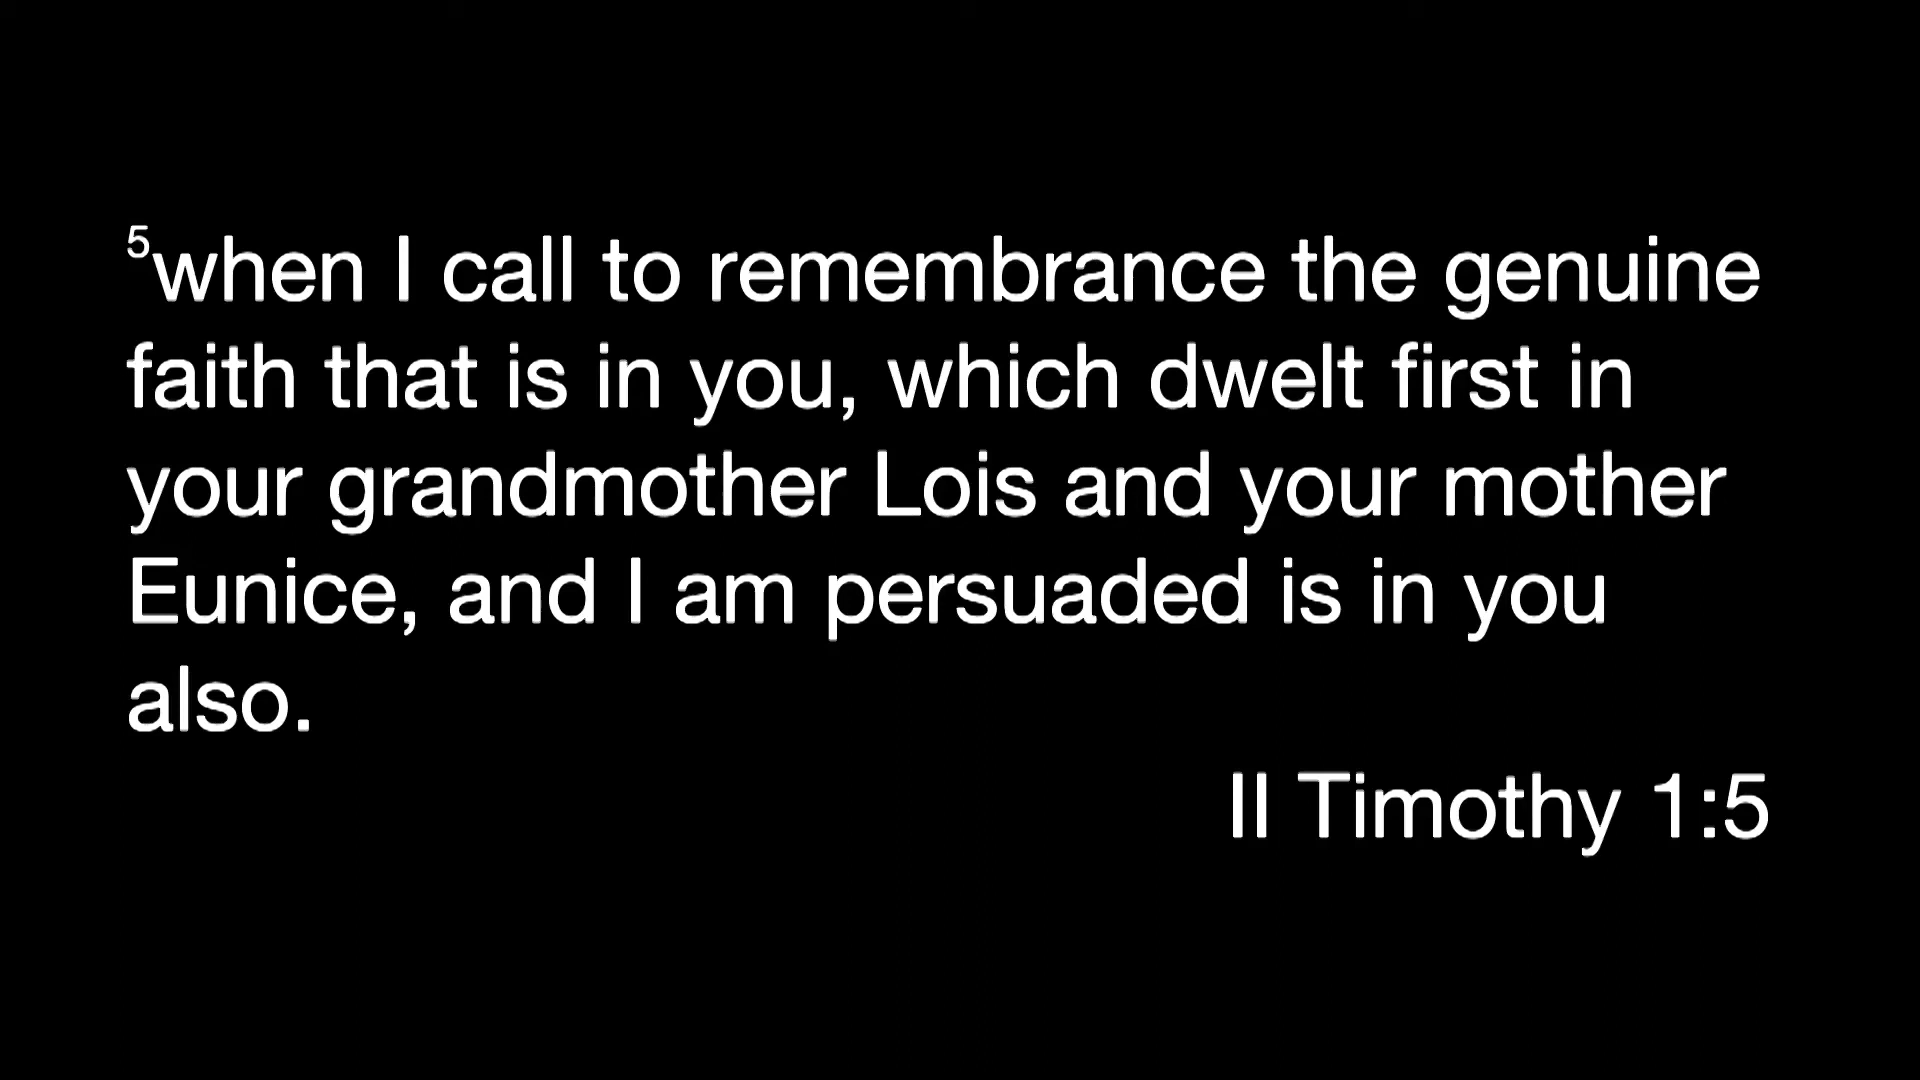 ⁵when I call to remembrance the genuine
faith that is in you, which dwelt first in
your grandmother Lois and your mother
Eunice, and I am persuaded is in you
also.
II Timothy 1:5